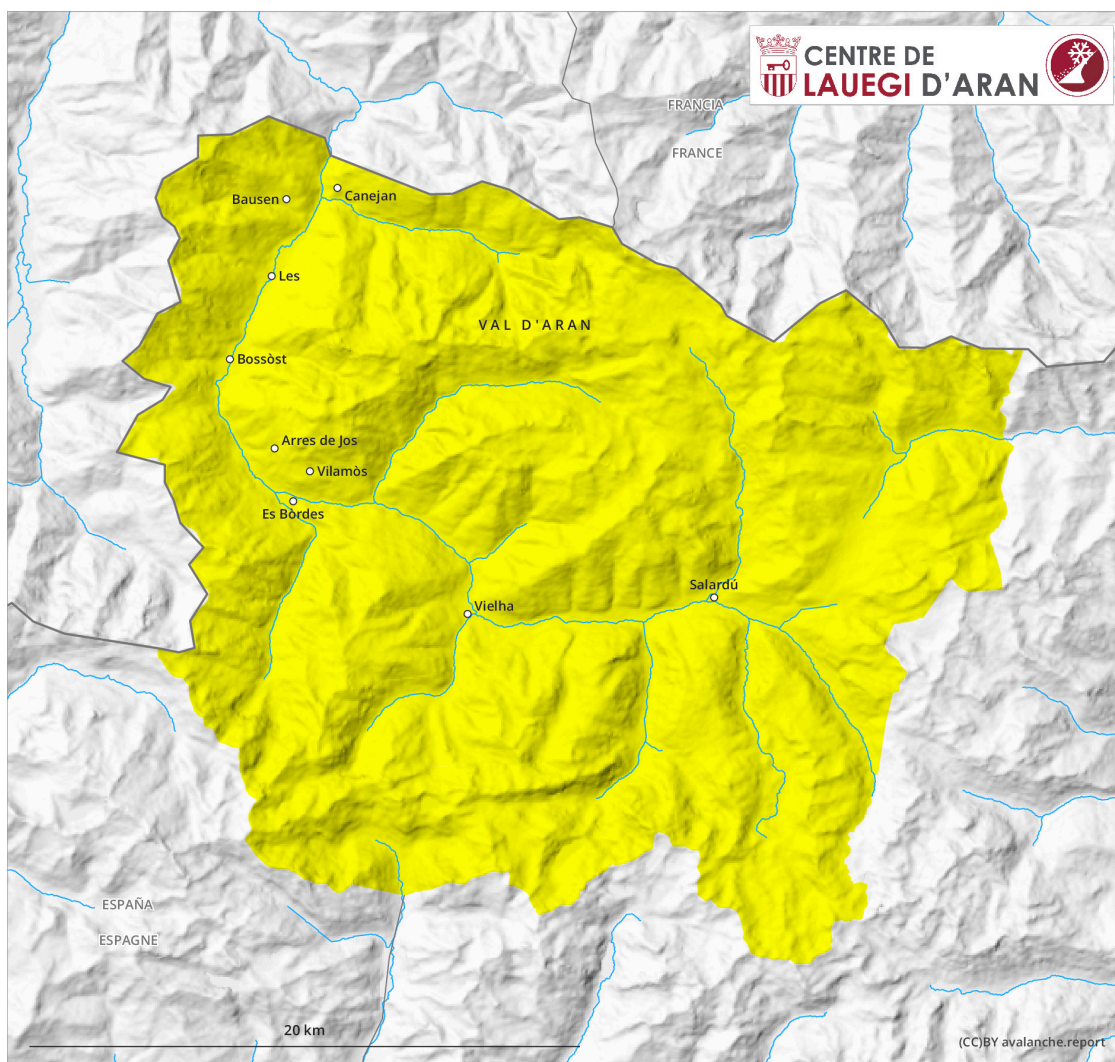 CENTRE DE
LAUEGI D'ARAN
FRANCIA
FRANCE
Bausen
Canejan
Les
VAL D'ARAN
Bossòst
Arres de Jos
Vilamòs
Es Bòrdes
Salardú
Vielha
ESPAÑA
ESPAGNE
20 km
(CC)BY avalanche.report